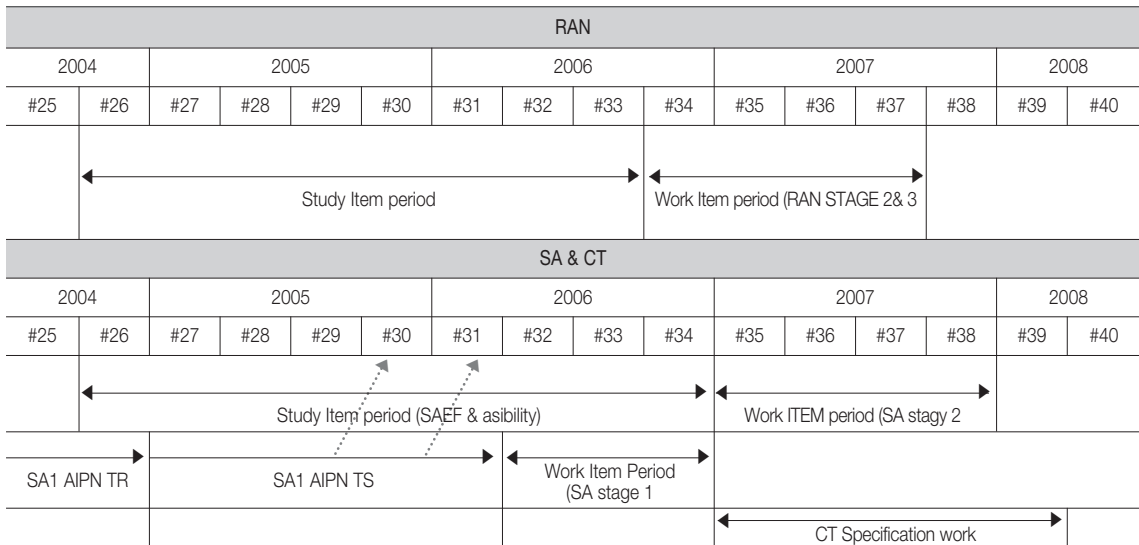 RAN
2004 2005 2006 2007 2008
#25 #26 #27 #28 #29 #30 #31 #32 #33 #34 #35 #36 #37 #38 #39 #40
Study Item period
Work Item period (RAN STAGE 2& 3
SA & CT
2004 2005 2006 2007 2008
#25 #26 #27 #28 #29 #30 #31 #32 #33 #34 #35 #36 #37 #38 #39 #40
Study Item period (SAEF & asibility)
Work ITEM period (SA stagy 2
SA1 AIPN TR
SA1 AIPN TS
Work Item Period
(SA stage 1
CT Specification work